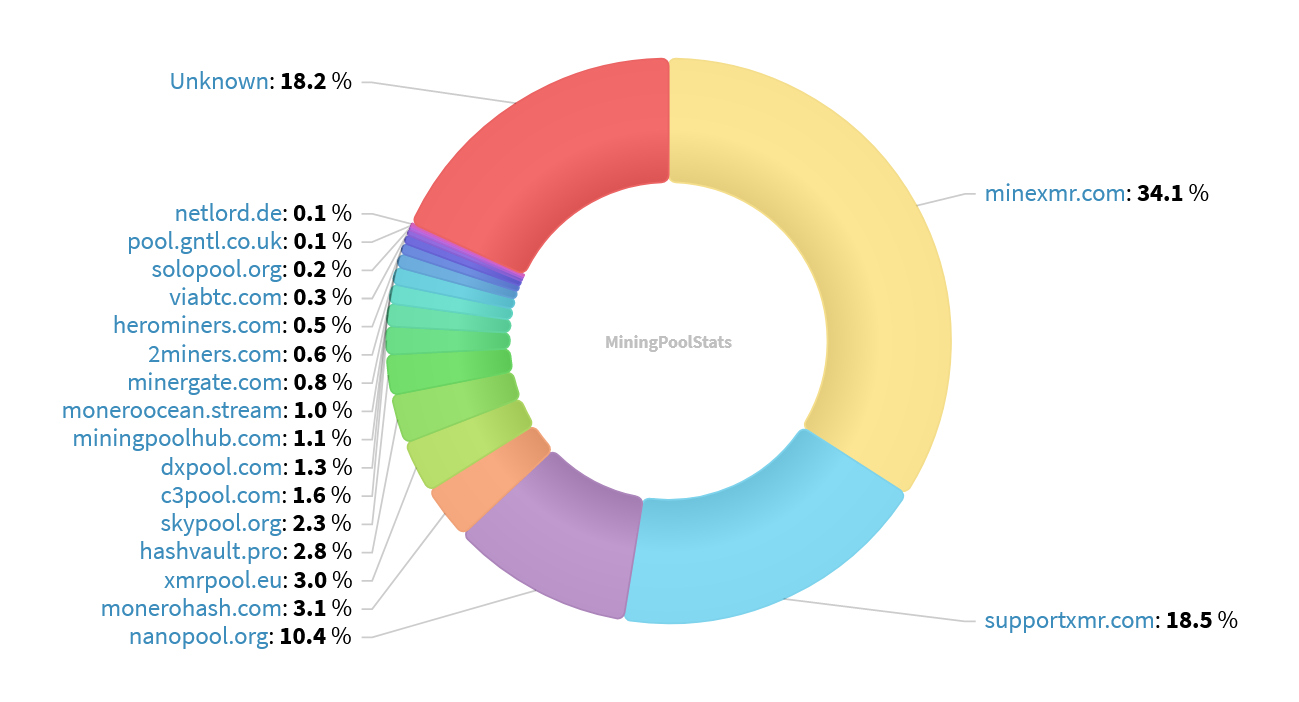 Unknown: 18.2 %
minexmr.com: 34.1 %
netlord.de: 0.1 %
pool.gntl.co.uk: 0.1 %
solopool.org: 0.2 %
viabtc.com: 0.3 %
herominers.com: 0.5 %
2miners.com: 0.6 %
minergate.com: 0.8 %
moneroocean.stream: 1.0 %
miningpoolhub.com: 1.1 %
dxpool.com: 1.3 %
c3pool.com: 1.6 %
skypool.org: 2.3 %
hashvault.pro: 2.8 %
xmrpool.eu: 3.0 %
monerohash.com: 3.1 %
nanopool.org: 10.4 %
MiningPoolStats
supportxmr.com: 18.5 %